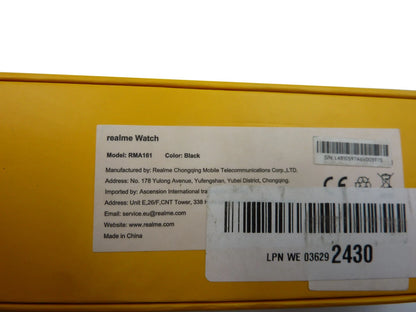 realme Watch
Model: RMA161 Color: Black
Manufactured by: Realme Chongqing Mobile Telecommunications Corp.,LTD.
Address: No. 178 Yulong Avenue, Yufengshan, Yubei District, Chongqing.
Imported by: Ascension International tra
Address: Unit E,26/F,CNT Tower, 338 H
Email: service.eu@realme.com
Website: www.realme.com
Made in China
CE
LPN WE 03629 2430